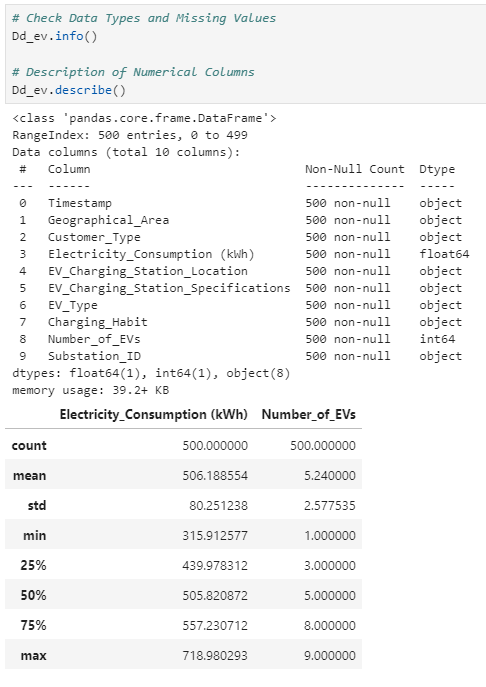 # Check Data Types and Missing Values
Dd_ev.info()
# Description of Numerical Columns
Dd_ev.describe()
<class 'pandas.core.frame.DataFrame'>
RangeIndex: 500 entries, 0 to 499
Data columns (total 10 columns):
 #   Column                              Non-Null Count  Dtype
---  ------                              --------------  -----
 0   Timestamp                           500 non-null    object
 1   Geographical_Area                   500 non-null    object
 2   Customer_Type                       500 non-null    object
 3   Electricity_Consumption (kWh)       500 non-null    float64
 4   EV_Charging_Station_Location        500 non-null    object
 5   EV_Charging_Station_Specifications  500 non-null    object
 6   EV_Type                             500 non-null    object
 7   Charging_Habit                      500 non-null    object
 8   Number_of_EVs                       500 non-null    int64
 9   Substation_ID                       500 non-null    object
dtypes: float64(1), int64(1), object(8)
memory usage: 39.2+ KB
Electricity_Consumption (kWh) Number_of_EVs
count 500.000000 500.000000
mean 506.188554 5.240000
std 80.251238 2.577535
min 315.912577 1.000000
25% 439.978312 3.000000
50% 505.820872 5.000000
75% 557.230712 8.000000
max 718.980293 9.000000